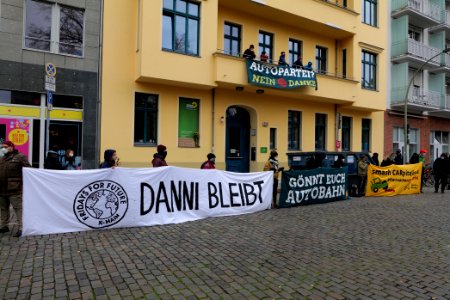 AUTOPARTEI
NEIN DANKE
FRIDAYS FOR FUTURE
DANNI BLEIBT
GÖNNT EUCH
AUTOBAHN
Smash CARpitalism